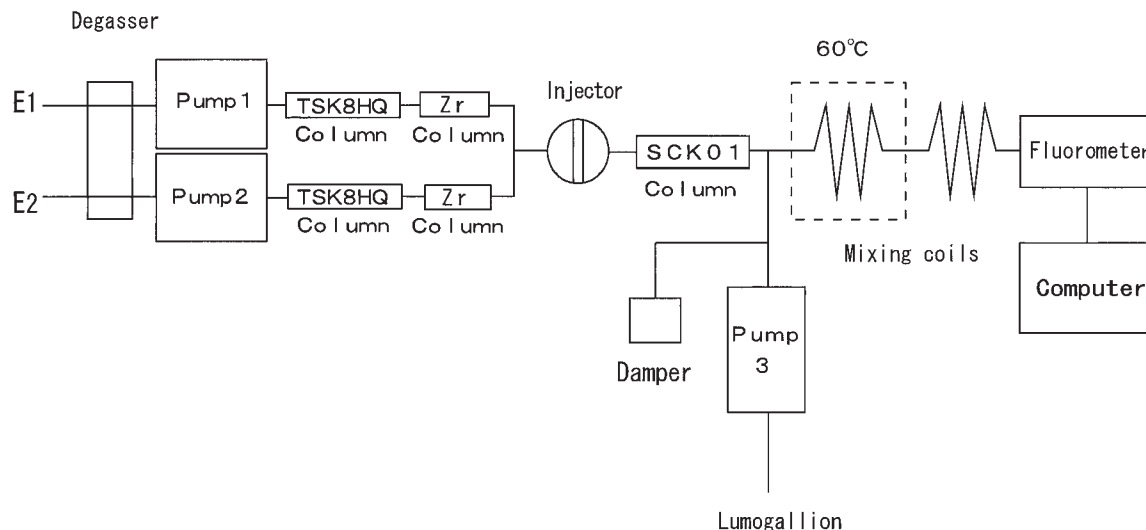 Degasser
60℃
E1
Pump1
TSK8HQ
Column
Zr
Column
Injector
SCK01
Column
Fluorometer
E2
Pump2
TSK8HQ
Column
Zr
Column
Mixing coils
Computer
Damper
Pump
3
Lumogallion